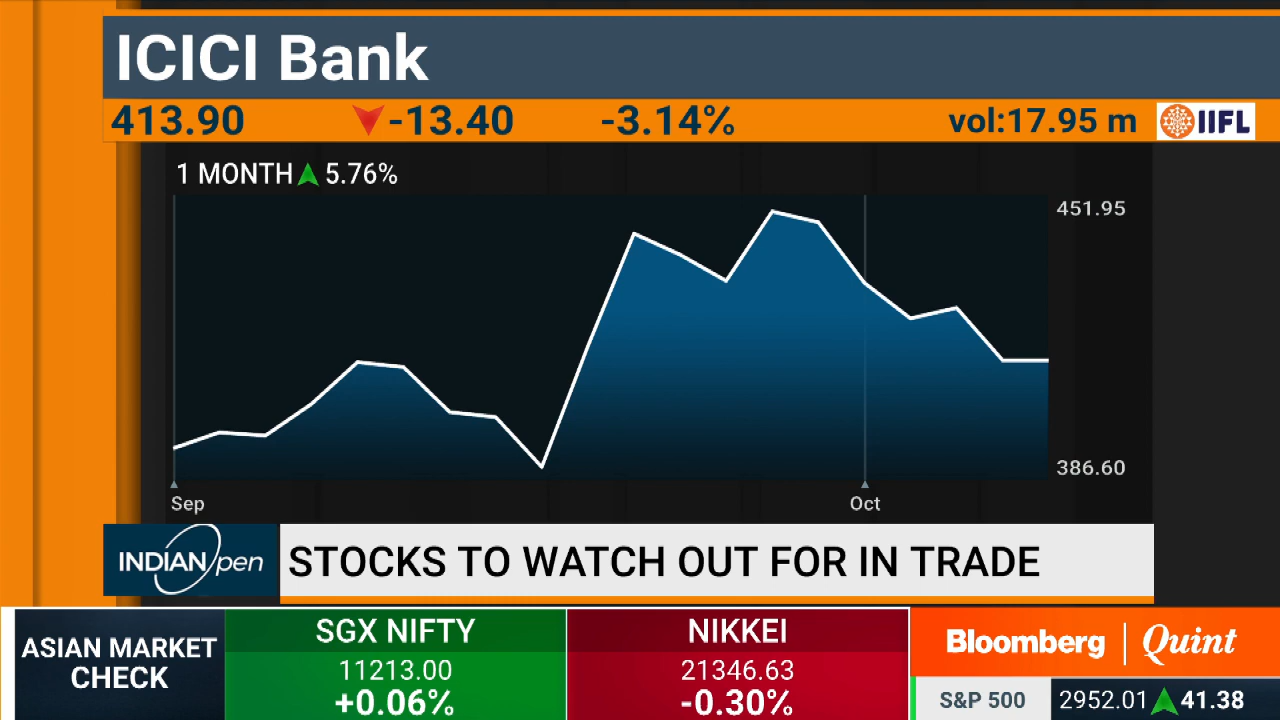 ICICI Bank
413.90 -13.40 -3.14% vol:17.95 m IIFL
1 MONTH 5.76%
451.95
386.60
Sep Oct
INDIAN Open STOCKS TO WATCH OUT FOR IN TRADE
ASIAN MARKET
CHECK
SGX NIFTY
11213.00
+0.06%
NIKKEI
21346.63
-0.30%
Bloomberg | Quint
S&P 500 2952.01 41.38